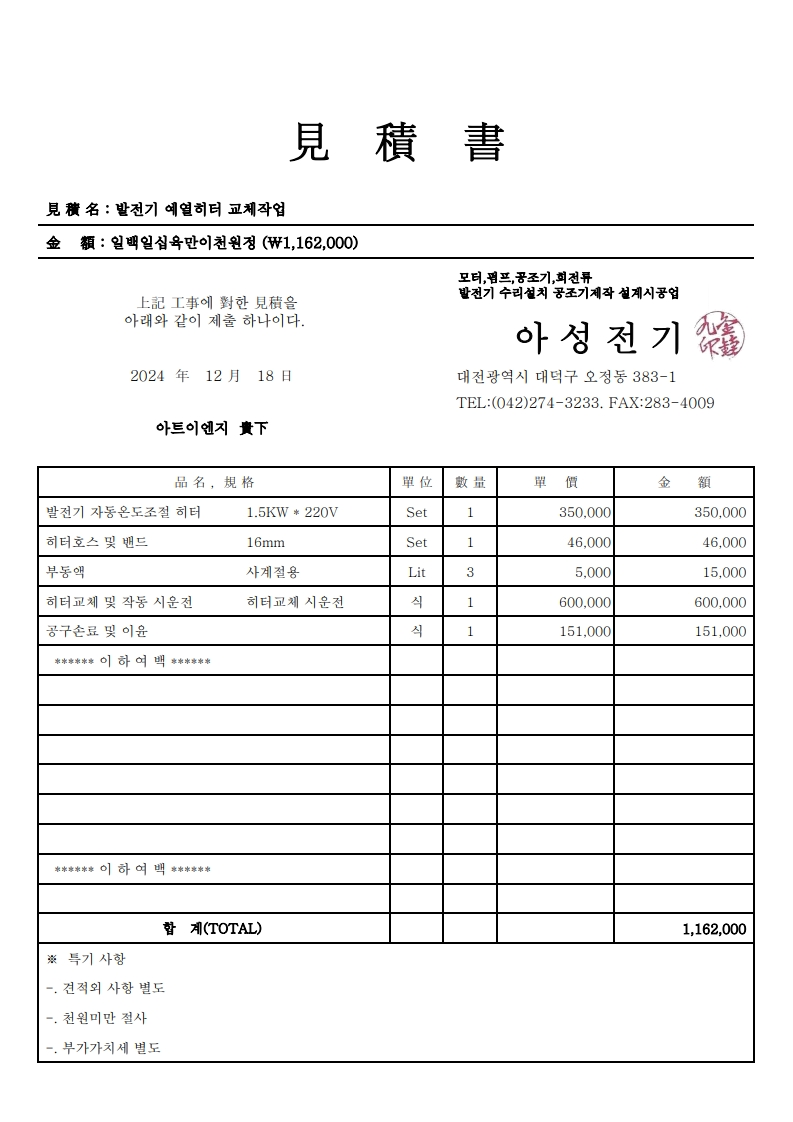 見 積 書
見 積 名 : 발전기 예열히터 교체작업
金 額 : 일백일십육만이천원정 (₩1,162,000)
모터,펌프,공조기,회전류
발전기 수리설치 공조기제작 설계시공업
上記 工事에 對한 見積을
아래와 같이 제출 하나이다.
아 성 전 기
2024 年 12 月 18 日
대전광역시 대덕구 오정동 383-1
TEL:(042)274-3233. FAX:283-4009
아트이엔지 貴下
品 名 , 規 格 單 位 數 量 單 價 金 額
발전기 자동온도조절 히터 1.5KW * 220V Set 1 350,000 350,000
히터호스 및 밴드 16mm Set 1 46,000 46,000
부동액 사계절용 Lit 3 5,000 15,000
히터교체 및 작동 시운전 히터교체 시운전 식 1 600,000 600,000
공구손료 및 이윤 식 1 151,000 151,000
****** 이 하 여 백 ******
****** 이 하 여 백 ******
합 계(TOTAL) 1,162,000
※ 특기 사항
-. 견적외 사항 별도
-. 천원미만 절사
-. 부가가치세 별도